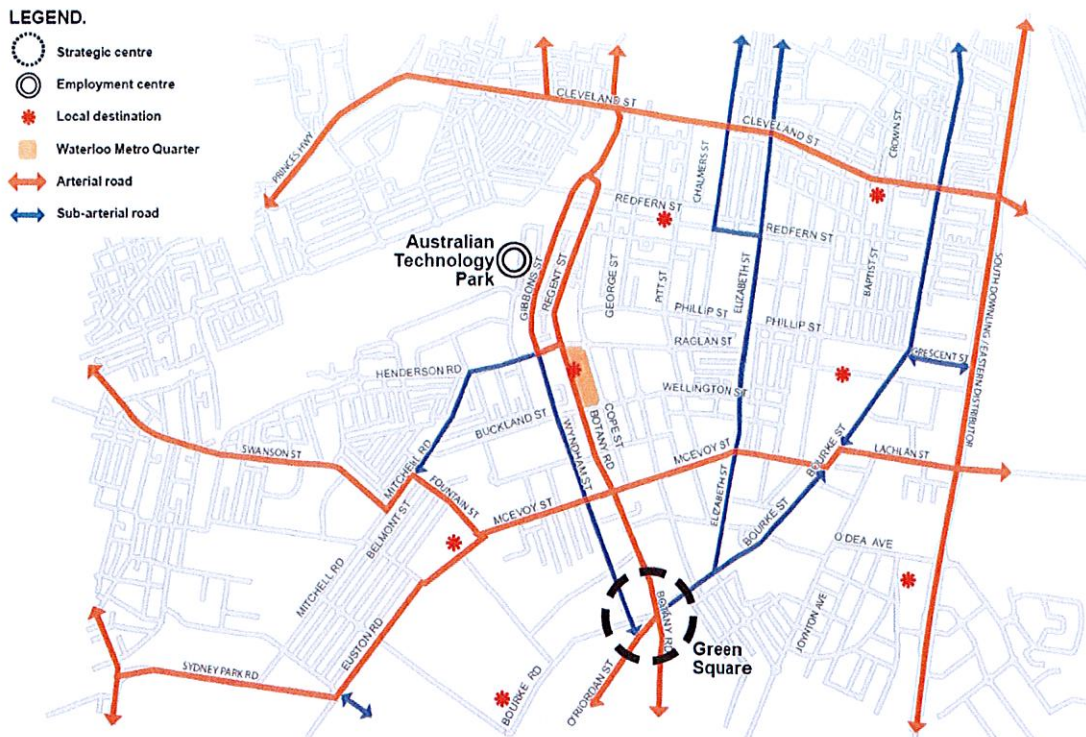 LEGEND.
Strategic centre
Employment centre
Local destination
Waterloo Metro Quarter
Arterial road
Sub-arterial road
PRINCES HWY
CLEVELAND ST
CLEVELAND ST
CROWN ST
CHALMERS ST
REDFERN ST
REDFERN ST
Australian
Technology
Park
GIBBONS ST
REGENT ST
GEORGE ST
PITT ST
ELIZABETH ST
BAPTIST ST
SOUTH DOWLING / EASTERN DISTRIBUTOR
PHILLIP ST
PHILLIP ST
RAGLAN ST
CRESCENT ST
HENDERSON RD
WELLINGTON ST
BUCKLAND ST
COPE ST
BOTANY RD
WYNDHAM ST
SWANSON ST
MITCHELL RD
FOUNTAIN ST
MCEVOY ST
MCEVOY ST
BOURKE ST
LACHLAN ST
BELMONT ST
ELIZABETH ST
BOURKE ST
O DEA AVE
MITCHELL RD
EUSTON RD
JOYNTON AVE
BOTANY RD
Green
Square
SYDNEY PARK RD
BOURKE RD
O'RIORDAN ST